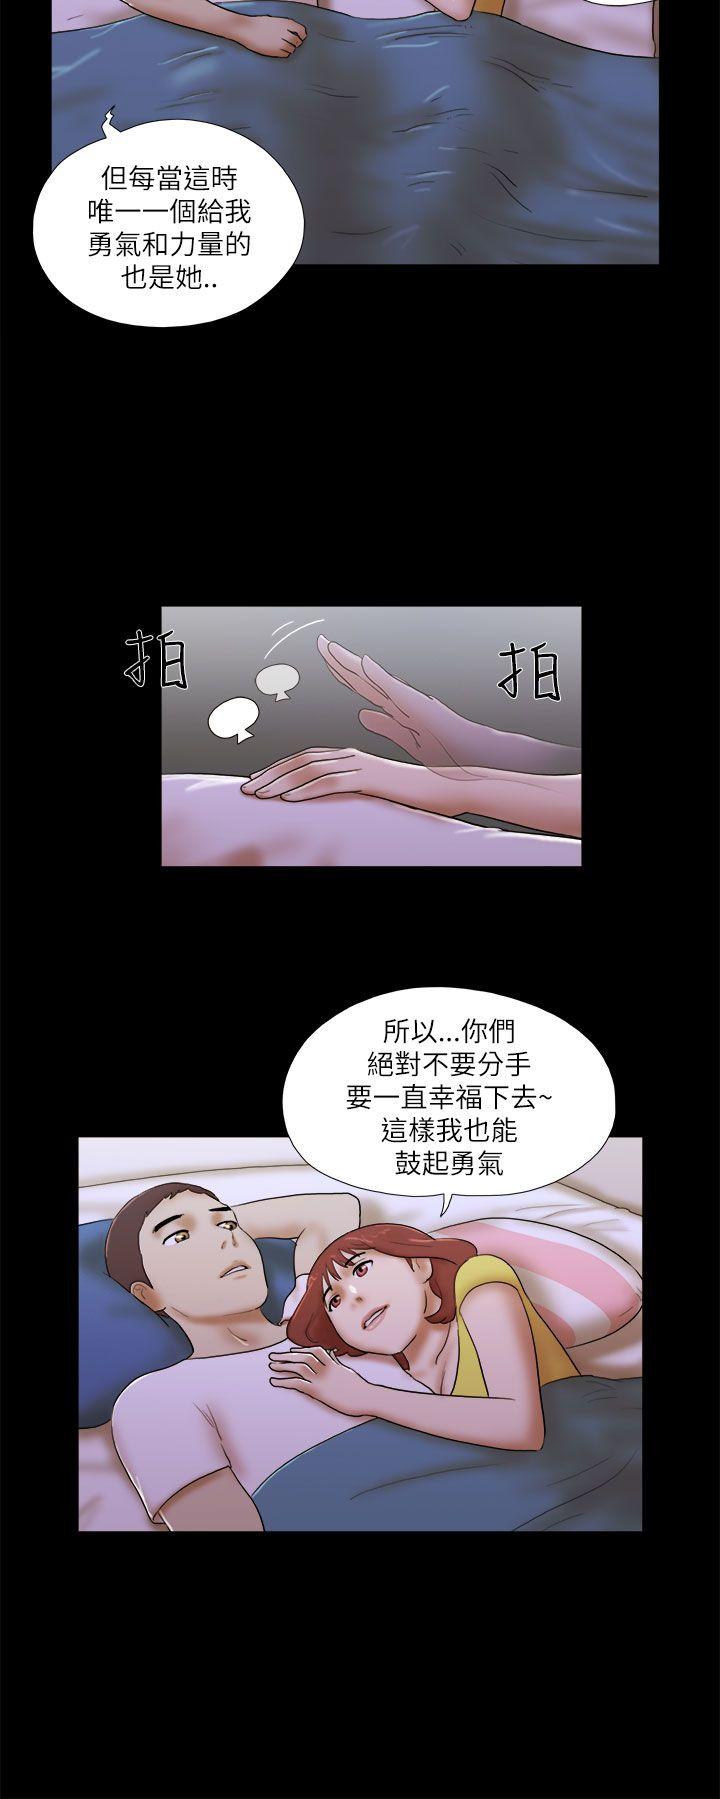 但每當這時
唯一一個給我
勇氣和力量的
也是她..
拍
拍
所以...你們
絕對不要分手
要一直幸福下去~
這樣我也能
鼓起勇氣